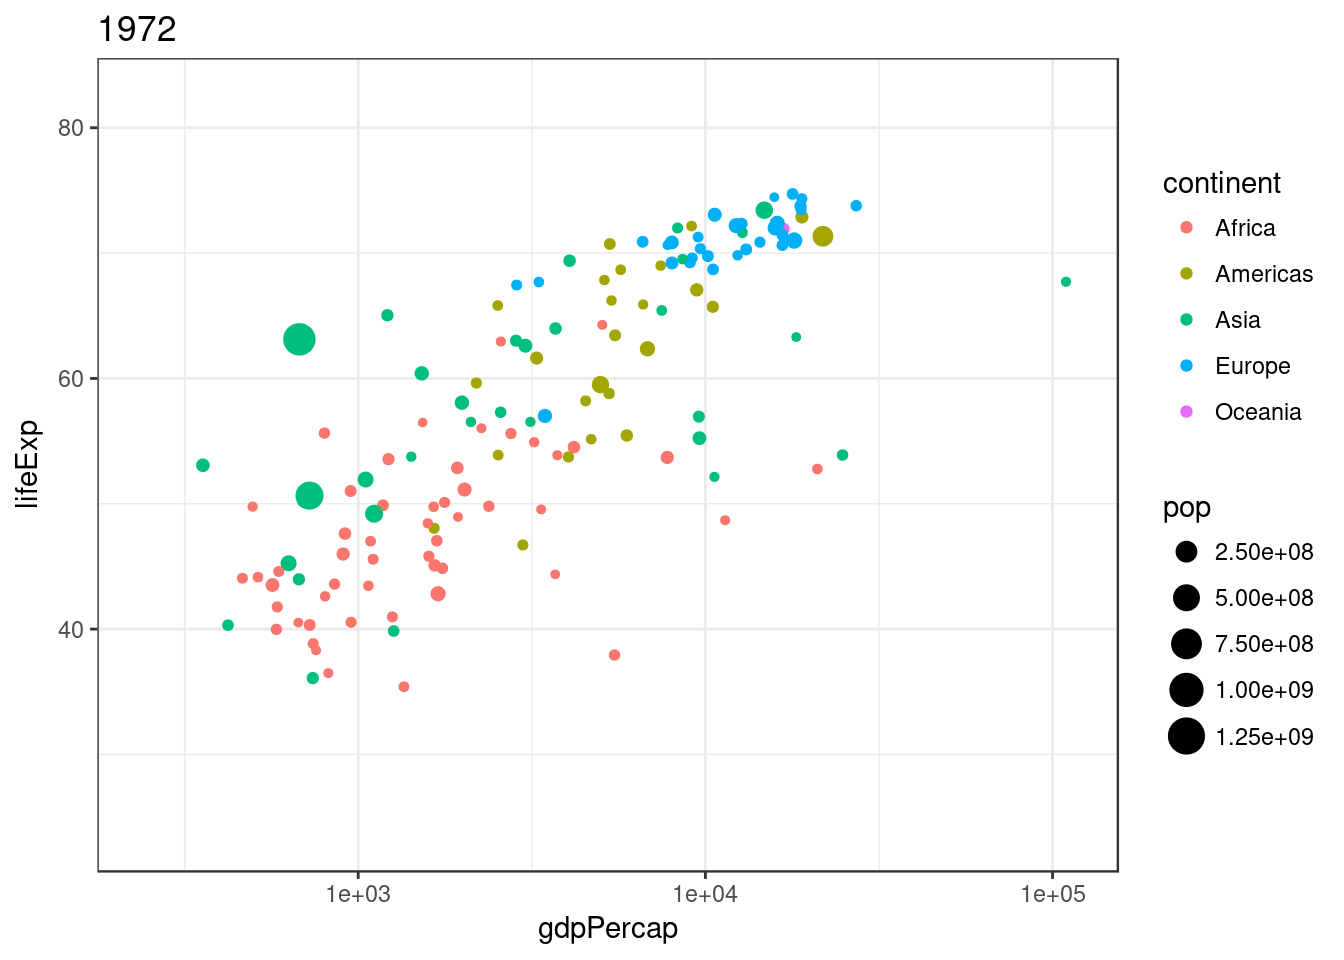 1972
80
60
40
lifeExp
1e+03
1e+04
1e+05
gdpPercap
continent
Africa
Americas
Asia
Europe
Oceania
pop
2.50e+08
5.00e+08
7.50e+08
1.00e+09
1.25e+09